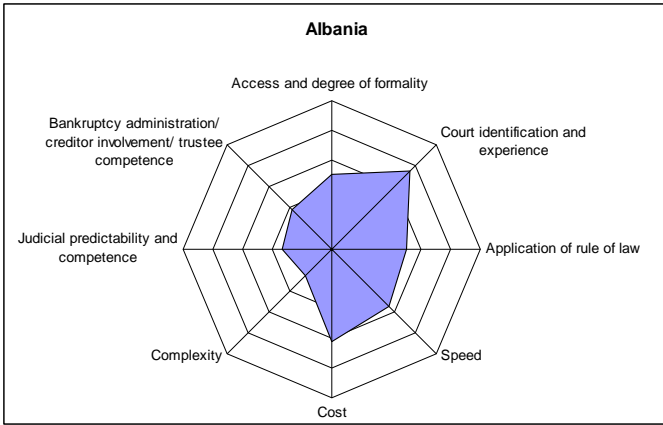 Albania
Access and degree of formality
Bankruptcy administration/
creditor involvement/ trustee
competence
Court identification and
experience
Judicial predictability and
competence
Application of rule of law
Complexity
Speed
Cost